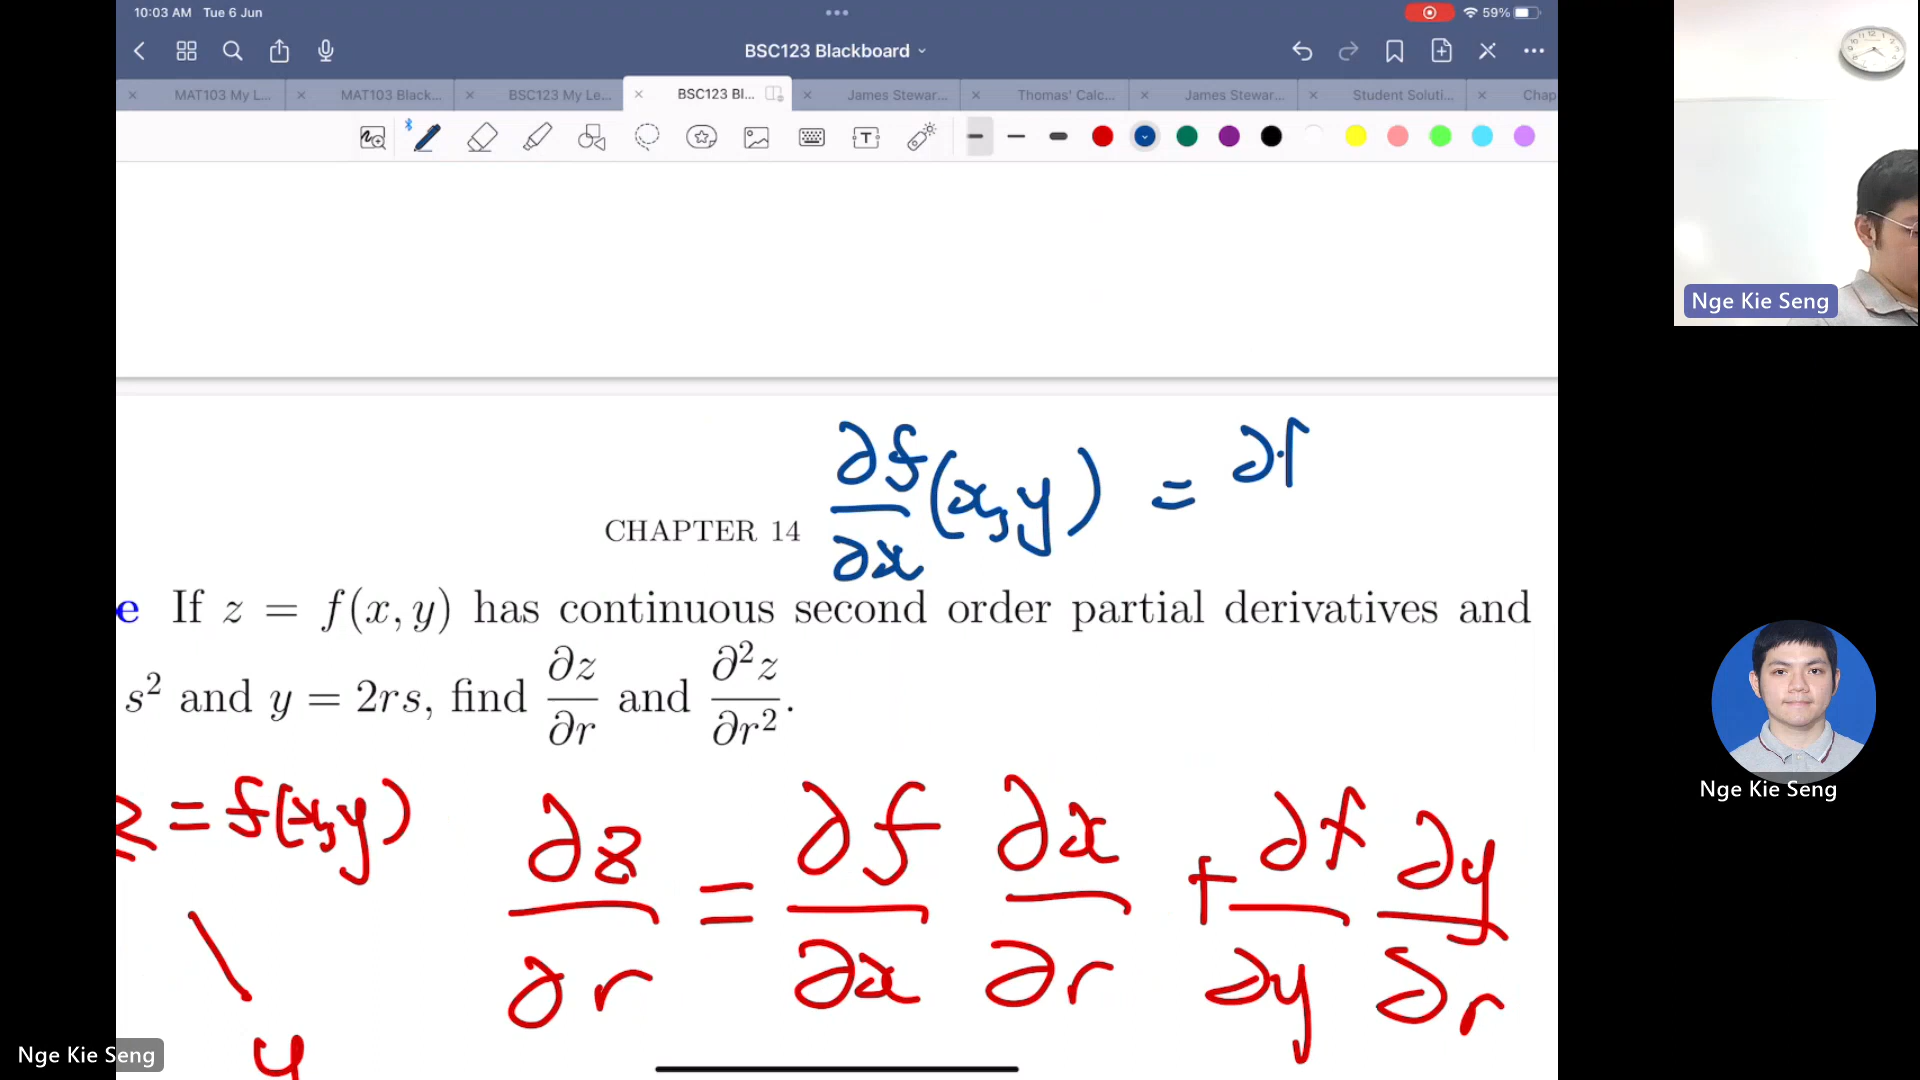 10:03 AM Tue 6 Jun
59%
BSC123 Blackboard
MAT103 My L...
MAT103 Black...
BSC123 My Le...
BSC123 Bl...
James Stewar...
Thomas' Calc...
James Stewar...
Student Soluti...
Chap
T
Nge Kie Seng
∂f/∂x (x,y) = ∂f
CHAPTER 14
e If z = f(x, y) has continuous second order partial derivatives and
s² and y = 2rs, find ∂z/∂r and ∂²z/∂r².
z = f(x,y)
∂z/∂r = ∂f/∂x ∂x/∂r + ∂f/∂y ∂y/∂r
y
Nge Kie Seng
Nge Kie Seng